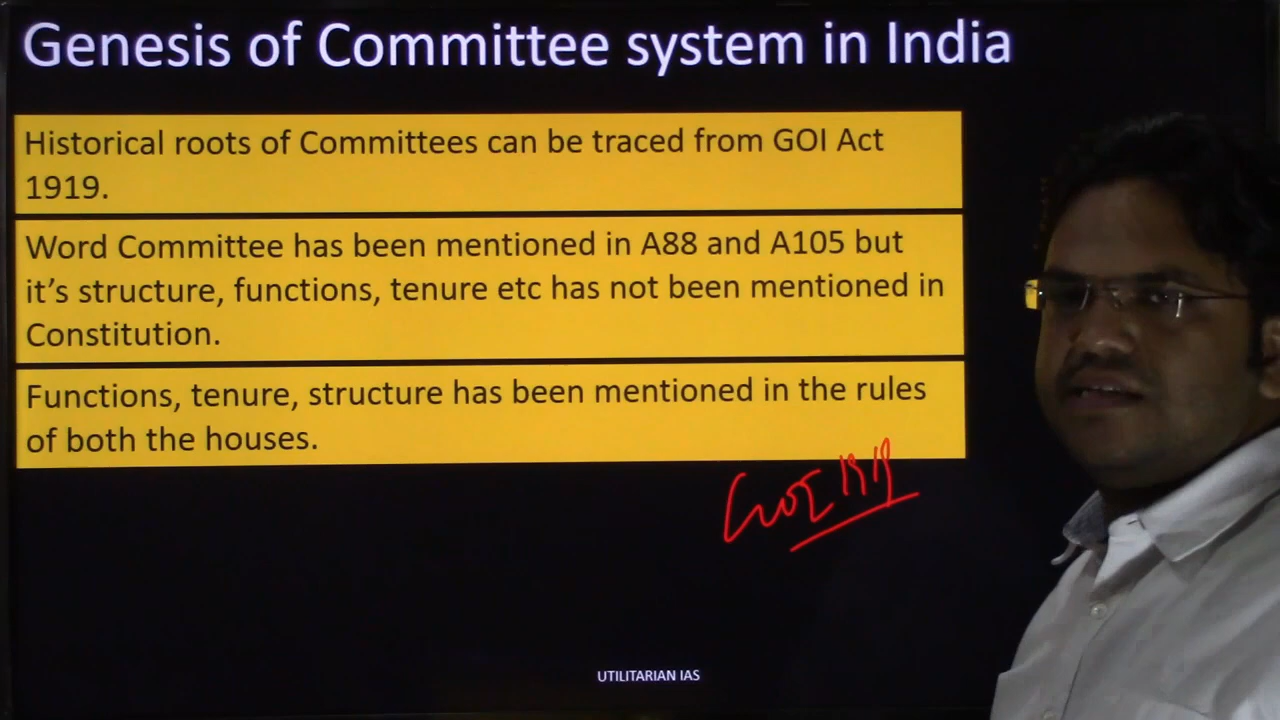 Genesis of Committee system in India
Historical roots of Committees can be traced from GOI Act
1919.
Word Committee has been mentioned in A88 and A105 but
it’s structure, functions, tenure etc has not been mentioned in
Constitution.
Functions, tenure, structure has been mentioned in the rules
of both the houses.
GOI 1919
UTILITARIAN IAS